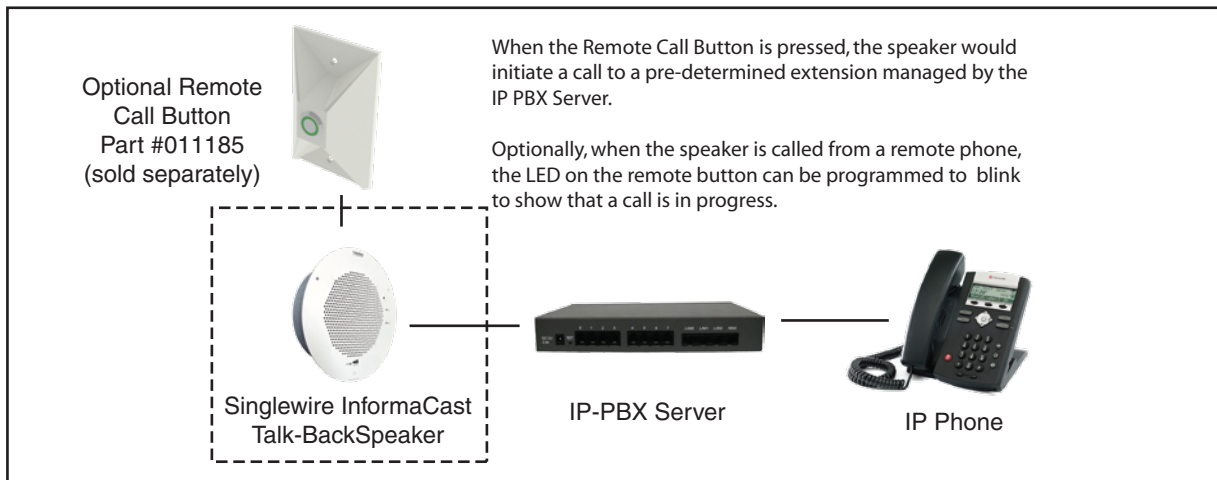 Optional Remote
Call Button
Part #011185
(sold separately)
When the Remote Call Button is pressed, the speaker would
initiate a call to a pre-determined extension managed by the
IP PBX Server.
Optionally, when the speaker is called from a remote phone,
the LED on the remote button can be programmed to  blink
to show that a call is in progress.
Singlewire InformaCast
Talk-BackSpeaker
IP-PBX Server
IP Phone